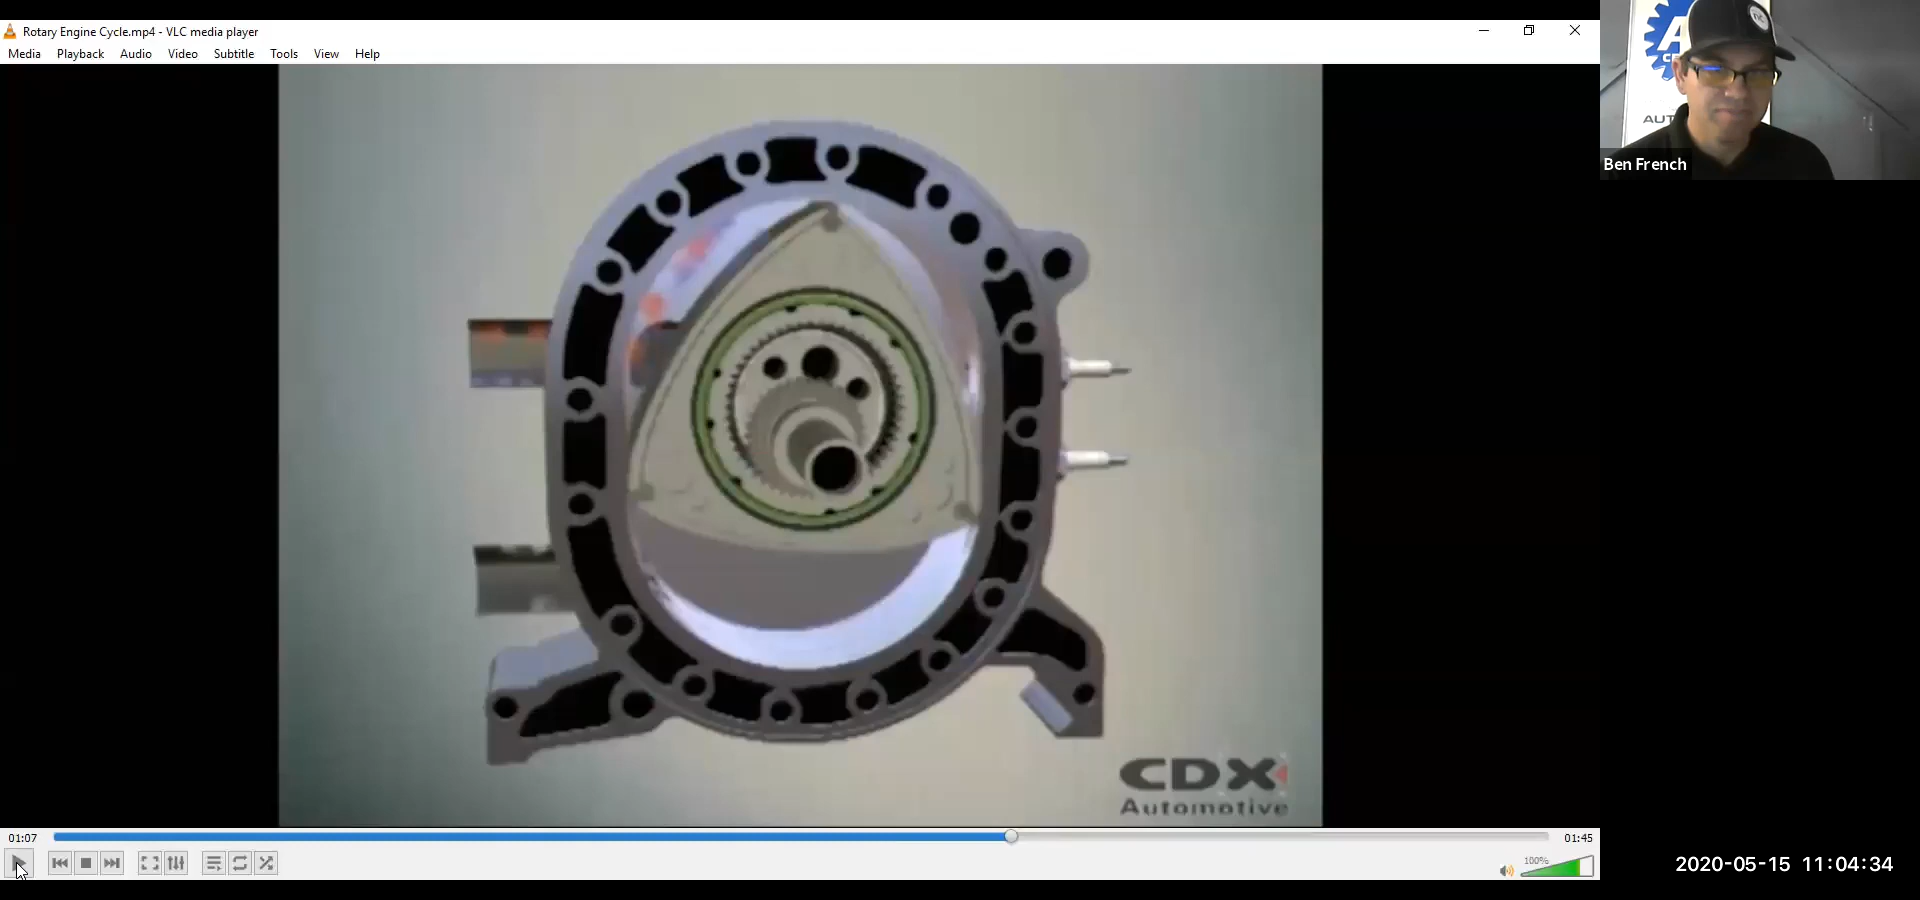 Rotary Engine Cycle.mp4 - VLC media player
Media Playback Audio Video Subtitle Tools View Help
AUT
Ben French
CDX
Automotive
01:07
01:45
100%
2020-05-15 11:04:34